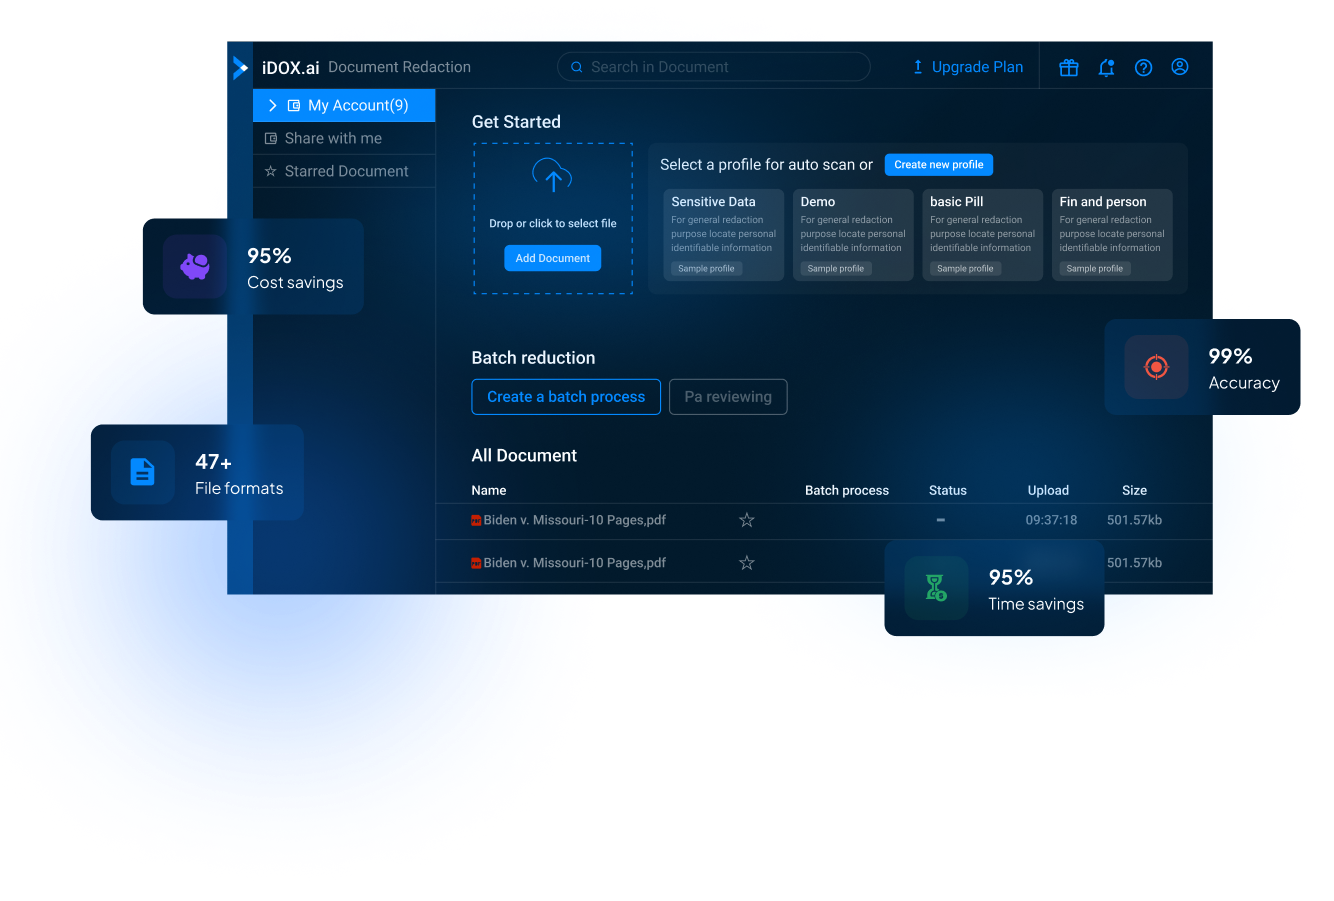 iDOX.ai Document Redaction
Search in Document
Upgrade Plan
My Account(9)
Share with me
Starred Document
95%
Cost savings
47+
File formats
Get Started
Drop or click to select file
Add Document
Select a profile for auto scan or
Create new profile
Sensitive Data
For general redaction
purpose locate personal
identifiable information
Sample profile
Demo
For general redaction
purpose locate personal
identifiable information
Sample profile
basic Pill
For general redaction
purpose locate personal
identifiable information
Sample profile
Fin and person
For general redaction
purpose locate personal
identifiable information
Sample profile
99%
Accuracy
Batch reduction
Create a batch process
Pa reviewing
All Document
Name Batch process Status Upload Size
Biden v. Missouri-10 Pages,pdf – 09:37:18 501.57kb
Biden v. Missouri-10 Pages,pdf 501.57kb
95%
Time savings